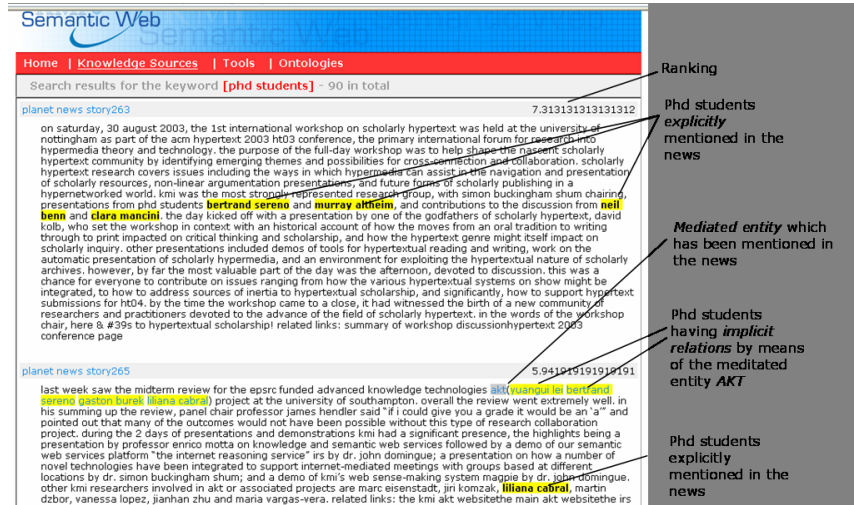 Semantic Web
Semantic Web
Home | Knowledge Sources | Tools | Ontologies
Search results for the keyword [phd students] - 90 in total
planet news story263 7.313131313131312
on saturday, 30 august 2003, the 1st international workshop on scholarly hypertext was held at the university of
nottingham as part of the acm hypertext 2003 ht03 conference, the primary international forum for research into
hypermedia theory and technology. the purpose of the full-day workshop was to help shape the nascent scholarly
hypertext community by identifying emerging themes and possibilities for cross-connection and collaboration. scholarly
hypertext research covers issues including the ways in which hypermedia can assist in the navigation and presentation
of scholarly resources, non-linear argumentation presentations, and future forms of scholarly publishing in a
hypernetworked world. kmi was the most strongly represented research group, with simon buckingham shum chairing,
presentations from phd students bertrand sereno and murray altheim, and contributions to the discussion from neil
benn and clara mancini. the day kicked off with a presentation by one of the godfathers of scholarly hypertext, david
kolb, who set the workshop in context with an historical account of how the moves from an oral tradition to writing
through to print impacted on critical thinking and scholarship, and how the hypertext genre might itself impact on
scholarly inquiry. other presentations included demos of tools for hypertextual reading and writing, work on the
automatic presentation of scholarly hypermedia, and an environment for exploiting the hypertextual nature of scholarly
archives. however, by far the most valuable part of the day was the afternoon, devoted to discussion. this was a
chance for everyone to contribute on issues ranging from how the various hypertextual systems on show might be
integrated, to how to address sources of inertia to hypertextual scholarship, and significantly, how to support hypertext
submissions for ht04. by the time the workshop came to a close, it had witnessed the birth of a new community of
researchers and practitioners devoted to the advance of the field of scholarly hypertext. in the words of the workshop
chair, here & #39s to hypertextual scholarship! related links: summary of workshop discussionhypertext 2003
conference page
planet news story265 5.941919191919191
last week saw the midterm review for the epsrc funded advanced knowledge technologies akt(yuangui lei bertrand
sereno gaston burek liliana cabral) project at the university of southampton. overall the review went extremely well. in
his summing up the review, panel chair professor james hendler said "if i could give you a grade it would be an 'a'" and
pointed out that many of the outcomes would not have been possible without this type of research collaboration
project. during the 2 days of presentations and demonstrations kmi had a significant presence, the highlights being a
presentation by professor enrico motta on knowledge and semantic web services followed by a demo of our semantic
web services platform "the internet reasoning service" irs by dr. john domingue; a presentation on how a number of
novel technologies have been integrated to support internet-mediated meetings with groups based at different
locations by dr. simon buckingham shum; and a demo of kmi's web sense-making system magpie by dr. john domingue.
other kmi researchers involved in akt or associated projects are marc eisenstadt, jiri komzak, liliana cabral, martin
dzbor, vanessa lopez, jianhan zhu and maria vargas-vera. related links: the kmi akt websitethe main akt websitethe irs
Ranking
Phd students
explicitly
mentioned in the
news
Mediated entity which
has been mentioned in
the news
Phd students
having implicit
relations by means
of the meditated
entity AKT
Phd students
explicitly
mentioned in the
news